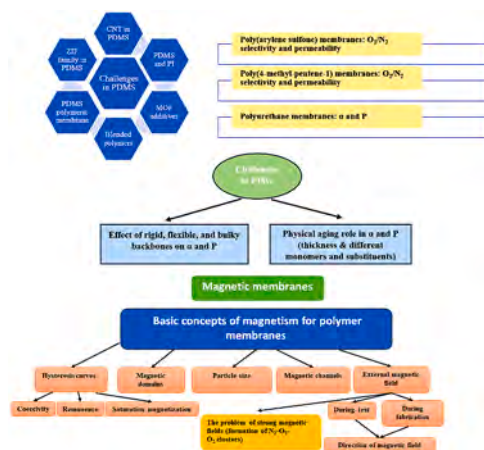 CNT in
PDMS
ZIF
family in
PDMS
PDMS
and PI
Challenges
in PDMS
PDMS
polymeric
membrane
MOF
additives
Blended
polymers
Poly(arylene sulfone) membranes: O₂/N₂
selectivity and permeability
Poly(4-methyl pentene-1) membranes: O₂/N₂
selectivity and permeability
Polyurethane membranes: α and P
Challenges
in PIMs
Effect of rigid, flexible, and bulky
backbones on α and P
Physical aging role in α and P
(thickness & different
monomers and substituents)
Magnetic membranes
Basic concepts of magnetism for polymer
membranes
Hysteresis curves
Magnetic
domains
Particle size
Magnetic channels
External magnetic
field
Coercivity
Remanence
Saturation magnetization
The problem of strong magnetic
fields (formation of N₂-O₂-
O₂ clusters)
During test
During
fabrication
Direction of magnetic field